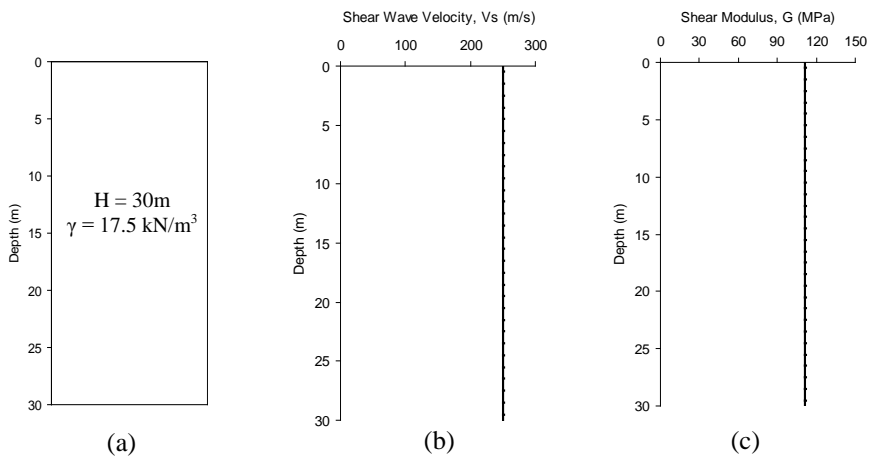 0
5
10
15
20
25
30
Depth (m)
H = 30m
γ = 17.5 kN/m³
(a)
Shear Wave Velocity, Vs (m/s)
0 100 200 300
0
5
10
15
20
25
30
Depth (m)
(b)
Shear Modulus, G (MPa)
0 30 60 90 120 150
0
5
10
15
20
25
30
Depth (m)
(c)